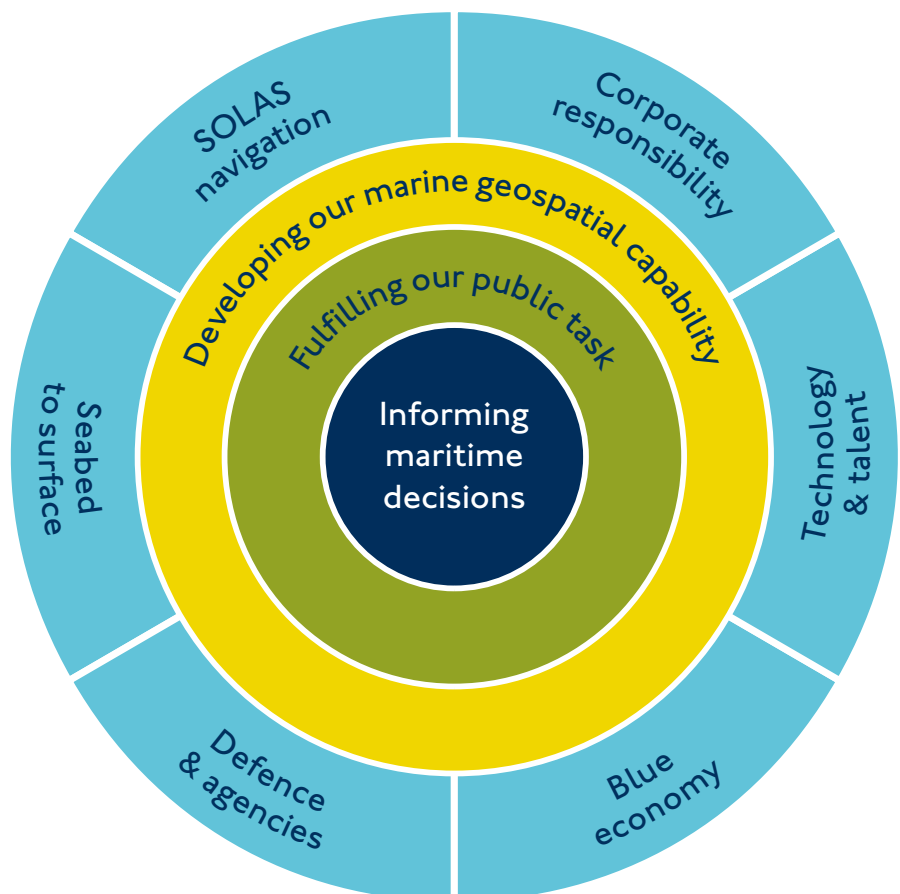 SOLAS
navigation
Corporate
responsibility
Developing our marine geospatial capability
Fulfilling our public task
Informing
maritime
decisions
Seabed
to surface
Technology
& talent
Defence
& agencies
Blue
economy